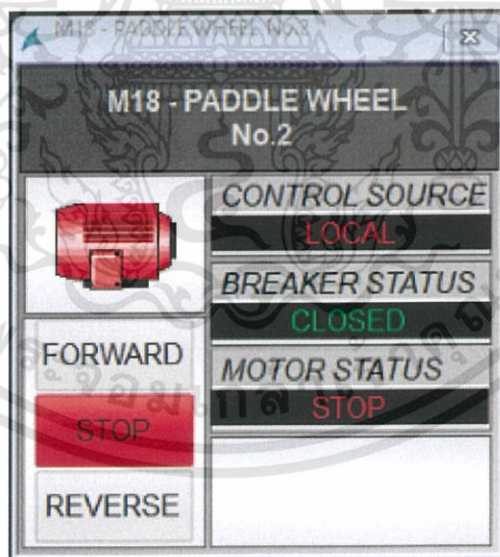 M18 - PADDLE WHEEL No.2
M18 - PADDLE WHEEL
No.2
CONTROL SOURCE
LOCAL
BREAKER STATUS
CLOSED
FORWARD
MOTOR STATUS
STOP
STOP
REVERSE